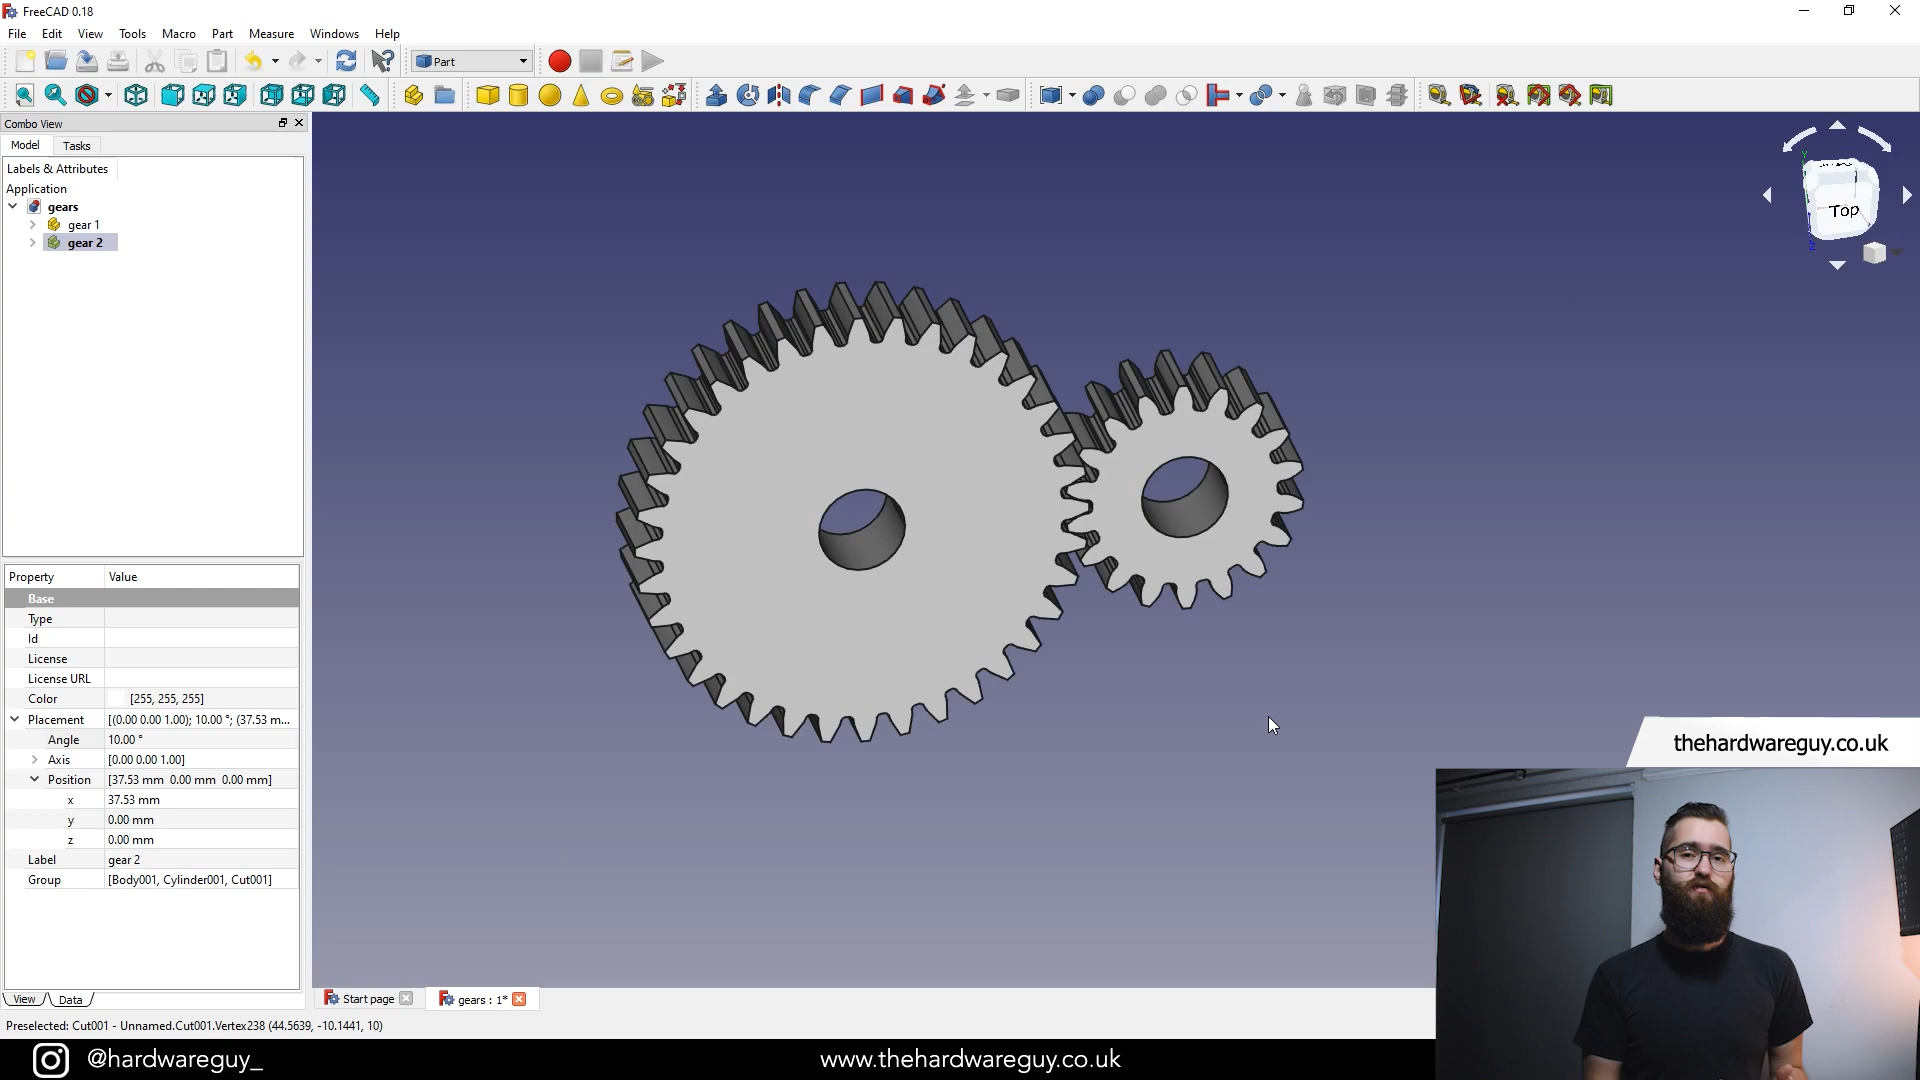 FreeCAD 0.18
File Edit View Tools Macro Part Measure Windows Help
Part
Combo View
Model Tasks
Labels & Attributes
Application
gears
gear 1
gear 2
Top
Y
Z
Property Value
Base
Type
Id
License
License URL
Color [255, 255, 255]
Placement [(0.00 0.00 1.00); 10.00 °; (37.53 m...
Angle 10.00 °
Axis [0.00 0.00 1.00]
Position [37.53 mm 0.00 mm 0.00 mm]
x 37.53 mm
y 0.00 mm
z 0.00 mm
Label gear 2
Group [Body001, Cylinder001, Cut001]
View Data
Start page
gears : 1*
thehardwareguy.co.uk
Preselected: Cut001 - Unnamed.Cut001.Vertex238 (44.5639, -10.1441, 10)
@hardwareguy_
www.thehardwareguy.co.uk